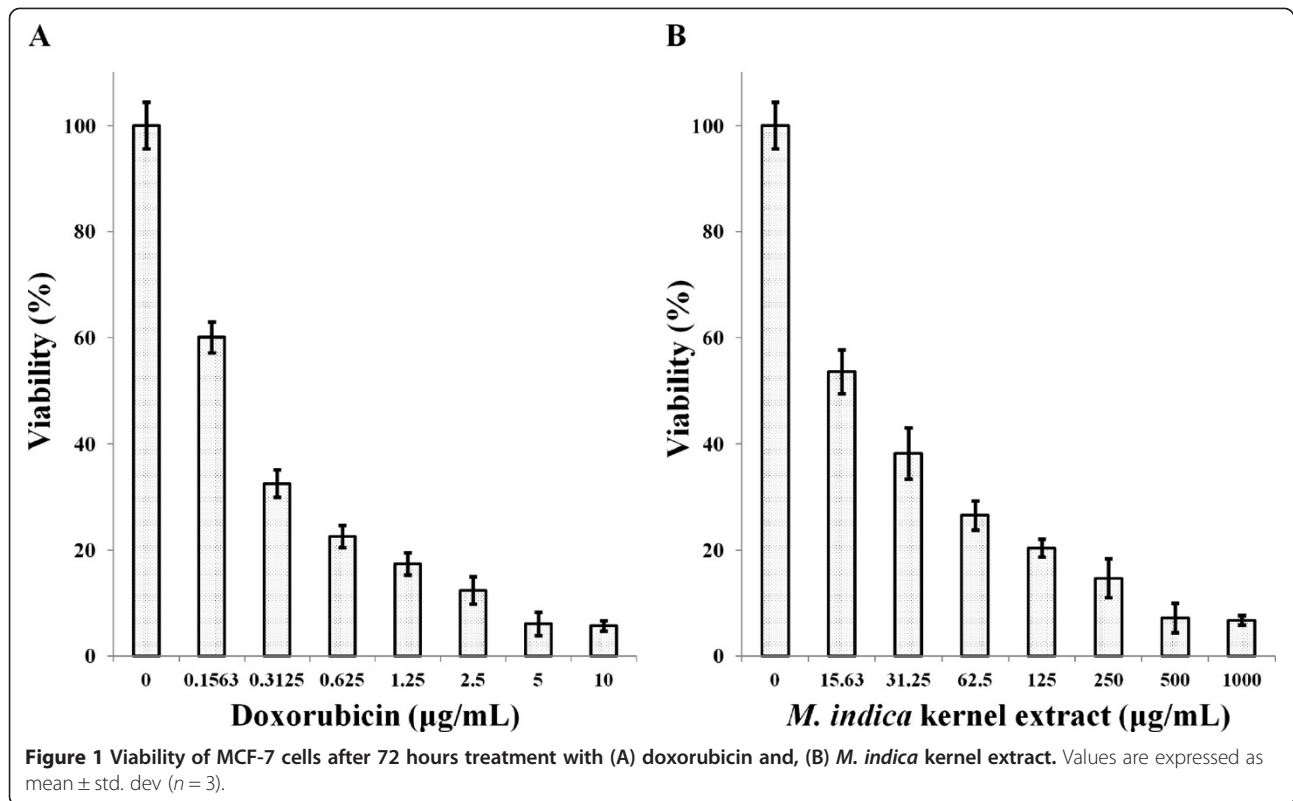 A
Viability (%)
100
80
60
40
20
0
0 0.1563 0.3125 0.625 1.25 2.5 5 10
Doxorubicin (µg/mL)
B
Viability (%)
100
80
60
40
20
0
0 15.63 31.25 62.5 125 250 500 1000
M. indica kernel extract (µg/mL)
Figure 1 Viability of MCF-7 cells after 72 hours treatment with (A) doxorubicin and, (B) M. indica kernel extract. Values are expressed as
mean ± std. dev (n = 3).